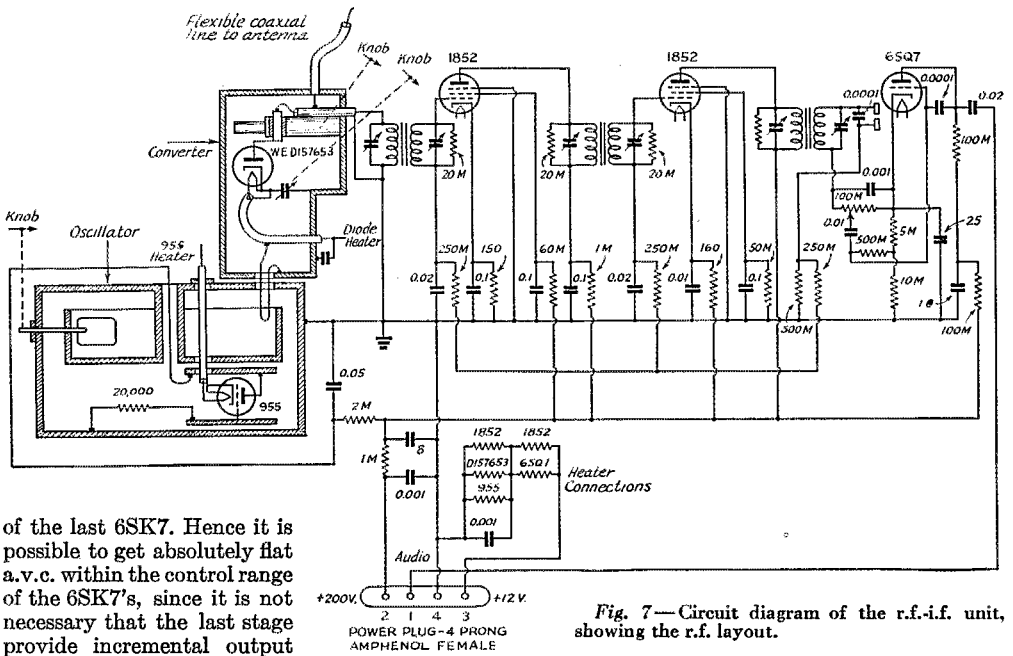 Flexible coaxial
line to antenna
Knob
Knob
1852
1852
6SQ7
0.0001
0.0001
0.02
Converter
WE D157653
20 M
20 M
20 M
100M
0.001
100M
Knob
Oscillator
955
Heater
Diode
Heater
0.01
500M
5M
25
250M
150
60M
1M
250M
160
50M
250M
10M
0.02
0.1
0.1
0.1
0.02
0.01
0.1
500M
100M
20,000
955
0.05
2 M
1M
8
0.001
1852
1852
D157653
6SQ7
955
0.001
Heater
Connections
Audio
+200V.
+12 V.
2 1 4 3
POWER PLUG-4 PRONG
AMPHENOL FEMALE
of the last 6SK7. Hence it is
possible to get absolutely flat
a.v.c. within the control range
of the 6SK7's, since it is not
necessary that the last stage
provide incremental output
Fig. 7—Circuit diagram of the r.f.-i.f. unit,
showing the r.f. layout.